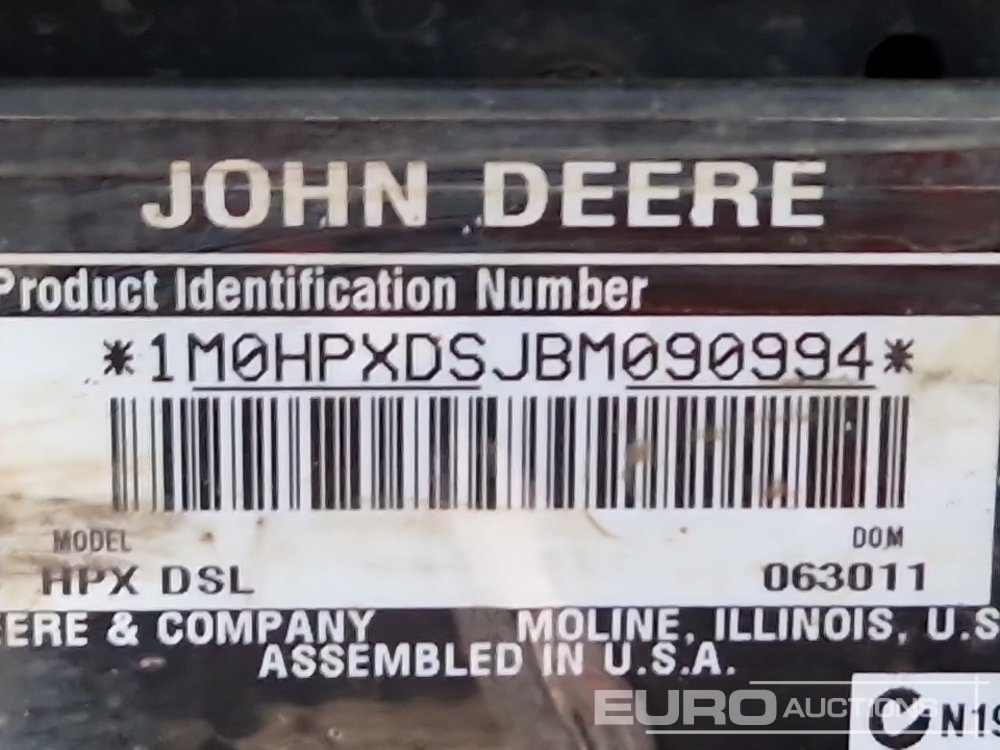 JOHN DEERE
Product Identification Number
*1M0HPXDSJBM090994*
MODEL DOM
HPX DSL 063011
EERE & COMPANY MOLINE, ILLINOIS, U.S
ASSEMBLED IN U.S.A.
EURO AUCTIONS
N19